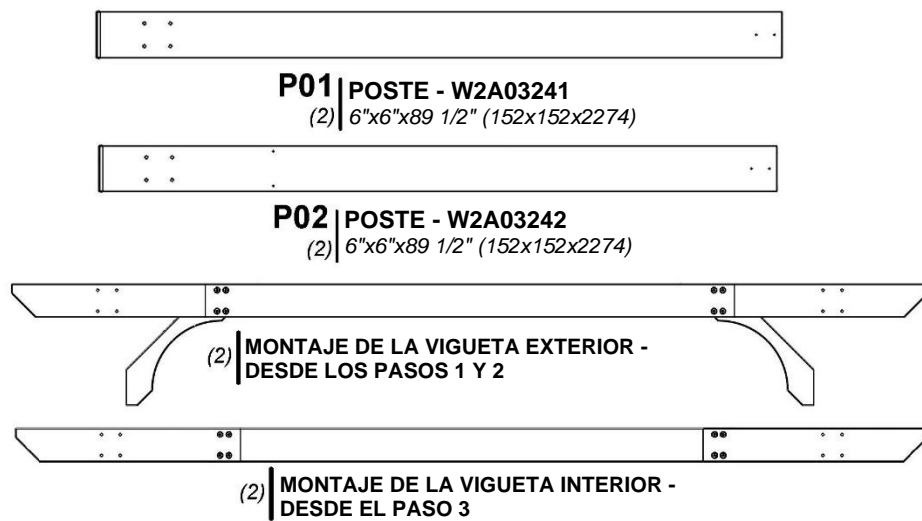 P01 POSTE - W2A03241
(2) 6"x6"x89 1/2" (152x152x2274)
P02 POSTE - W2A03242
(2) 6"x6"x89 1/2" (152x152x2274)
(2) MONTAJE DE LA VIGUETA EXTERIOR -
DESDE LOS PASOS 1 Y 2
(2) MONTAJE DE LA VIGUETA INTERIOR -
DESDE EL PASO 3